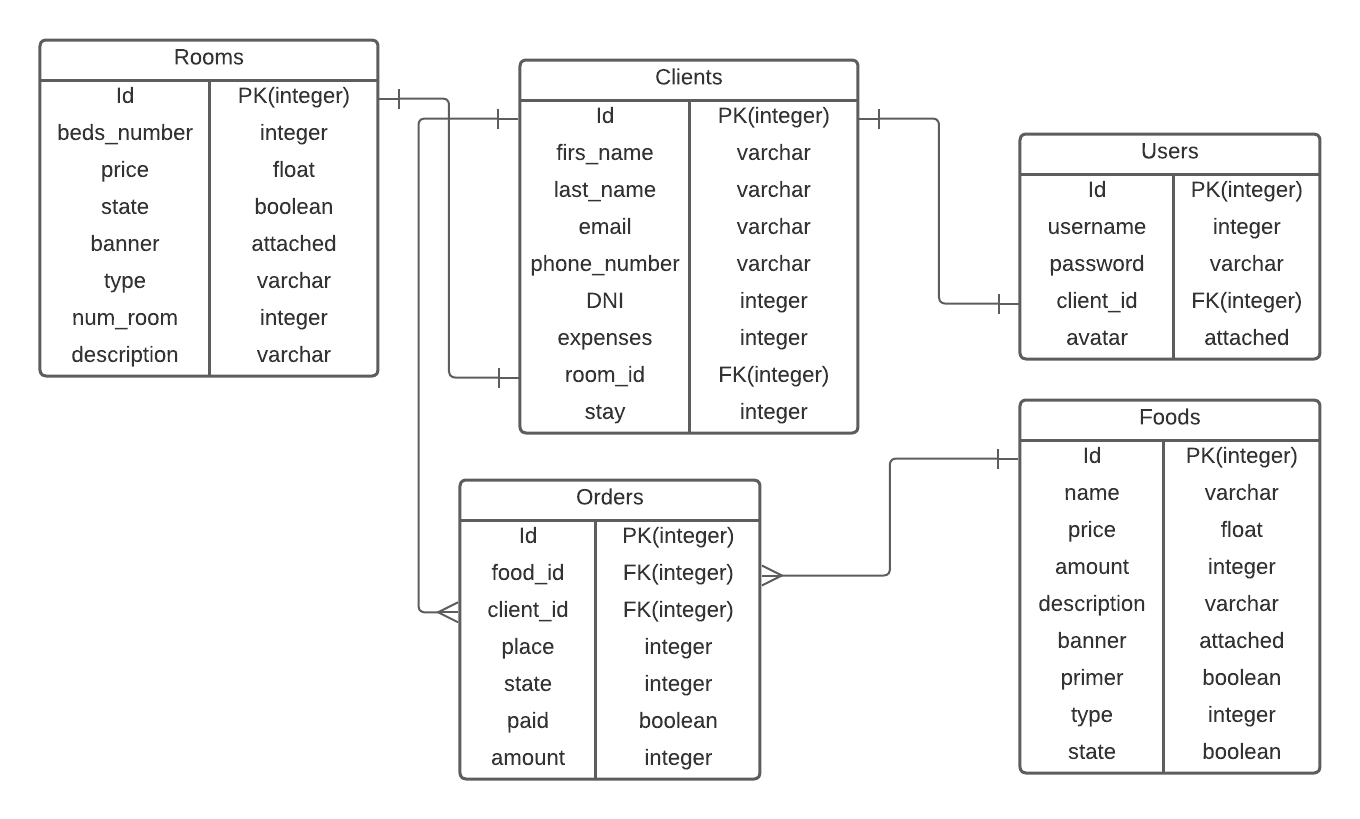 Rooms
Id PK(integer)
beds_number integer
price float
state boolean
banner attached
type varchar
num_room integer
description varchar
Clients
Id PK(integer)
firs_name varchar
last_name varchar
email varchar
phone_number varchar
DNI integer
expenses integer
room_id FK(integer)
stay integer
Users
Id PK(integer)
username integer
password varchar
client_id FK(integer)
avatar attached
Orders
Id PK(integer)
food_id FK(integer)
client_id FK(integer)
place integer
state integer
paid boolean
amount integer
Foods
Id PK(integer)
name varchar
price float
amount integer
description varchar
banner attached
primer boolean
type integer
state boolean